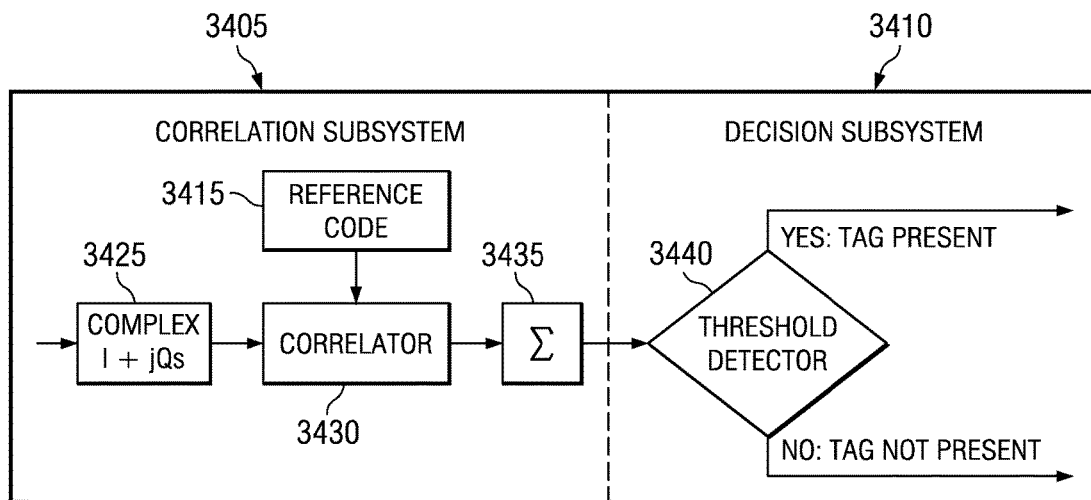 3405
3410
CORRELATION SUBSYSTEM
DECISION SUBSYSTEM
3415
REFERENCE
CODE
3425
COMPLEX
I + jQs
CORRELATOR
3430
3435
Σ
3440
THRESHOLD
DETECTOR
YES: TAG PRESENT
NO: TAG NOT PRESENT